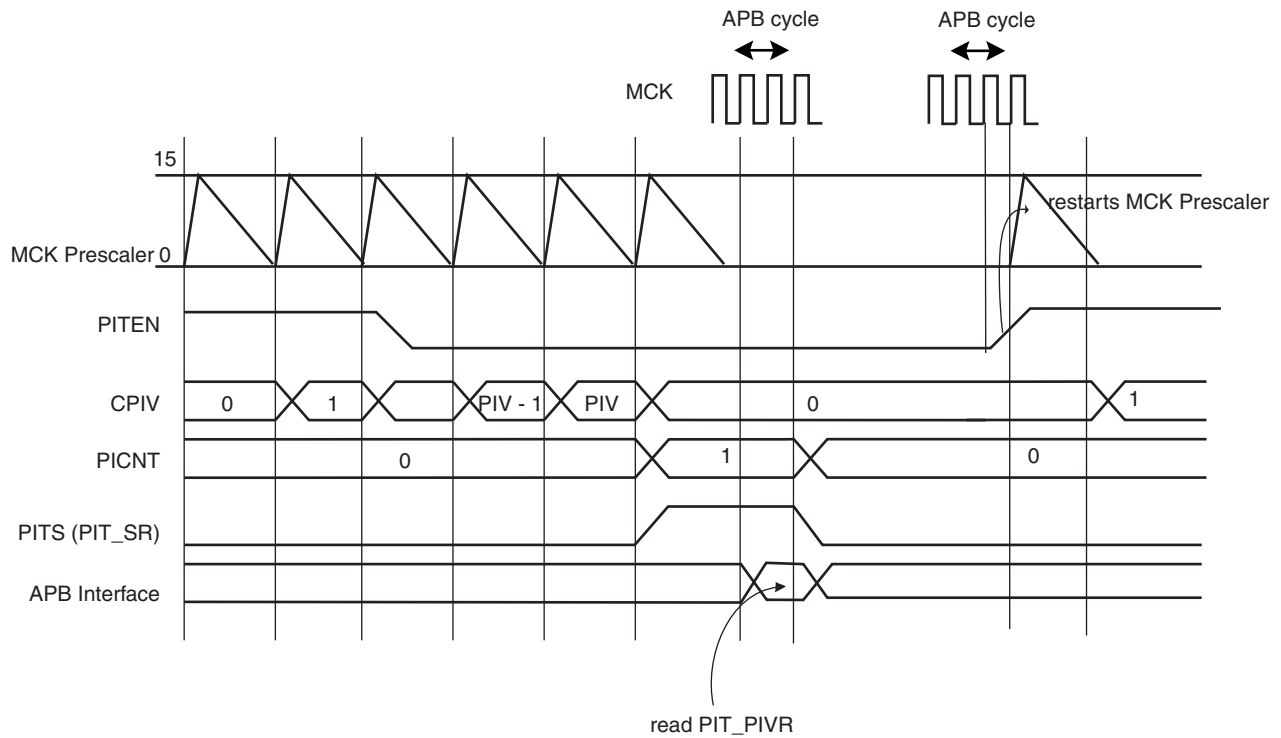 APB cycle
APB cycle
MCK
15
restarts MCK Prescaler
MCK Prescaler 0
PITEN
CPIV
0
1
PIV - 1
PIV
0
1
PICNT
0
1
0
PITS (PIT_SR)
APB Interface
read PIT_PIVR